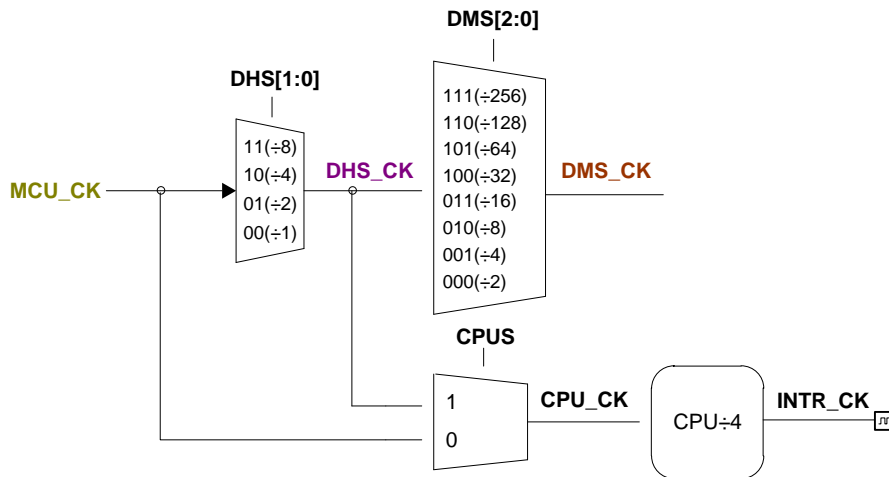 DMS[2:0]
DHS[1:0]
111(÷256)
110(÷128)
101(÷64)
100(÷32)
011(÷16)
010(÷8)
001(÷4)
000(÷2)
11(÷8)
10(÷4)
01(÷2)
00(÷1)
MCU_CK
DHS_CK
DMS_CK
CPUS
1
0
CPU_CK
CPU÷4
INTR_CK